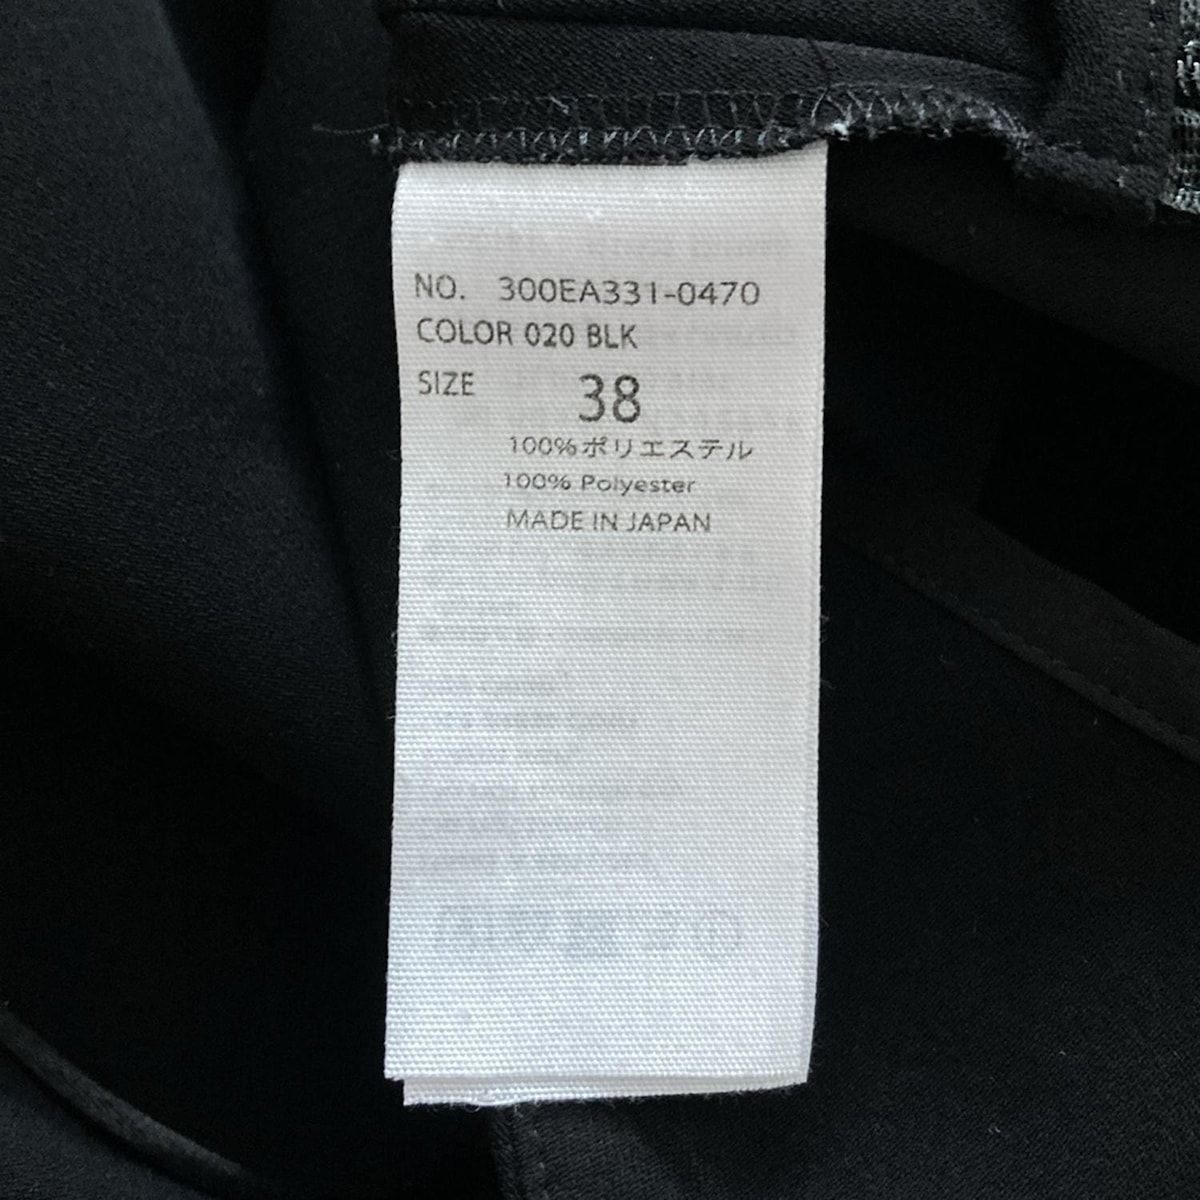 NO. 300EA331-0470
COLOR 020 BLK
SIZE 38
100%ポリエステル
100% Polyester
MADE IN JAPAN